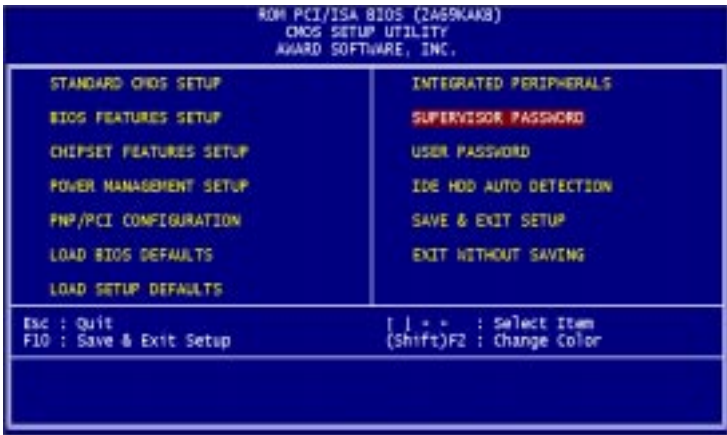 ROM PCI/ISA BIOS (2A69KAKB)
CMOS SETUP UTILITY
AWARD SOFTWARE, INC.
STANDARD CMOS SETUP
BIOS FEATURES SETUP
CHIPSET FEATURES SETUP
POWER MANAGEMENT SETUP
PNP/PCI CONFIGURATION
LOAD BIOS DEFAULTS
LOAD SETUP DEFAULTS
INTEGRATED PERIPHERALS
SUPERVISOR PASSWORD
USER PASSWORD
IDE HDD AUTO DETECTION
SAVE & EXIT SETUP
EXIT WITHOUT SAVING
Esc : Quit
F10 : Save & Exit Setup
: Select Item
(Shift)F2 : Change Color